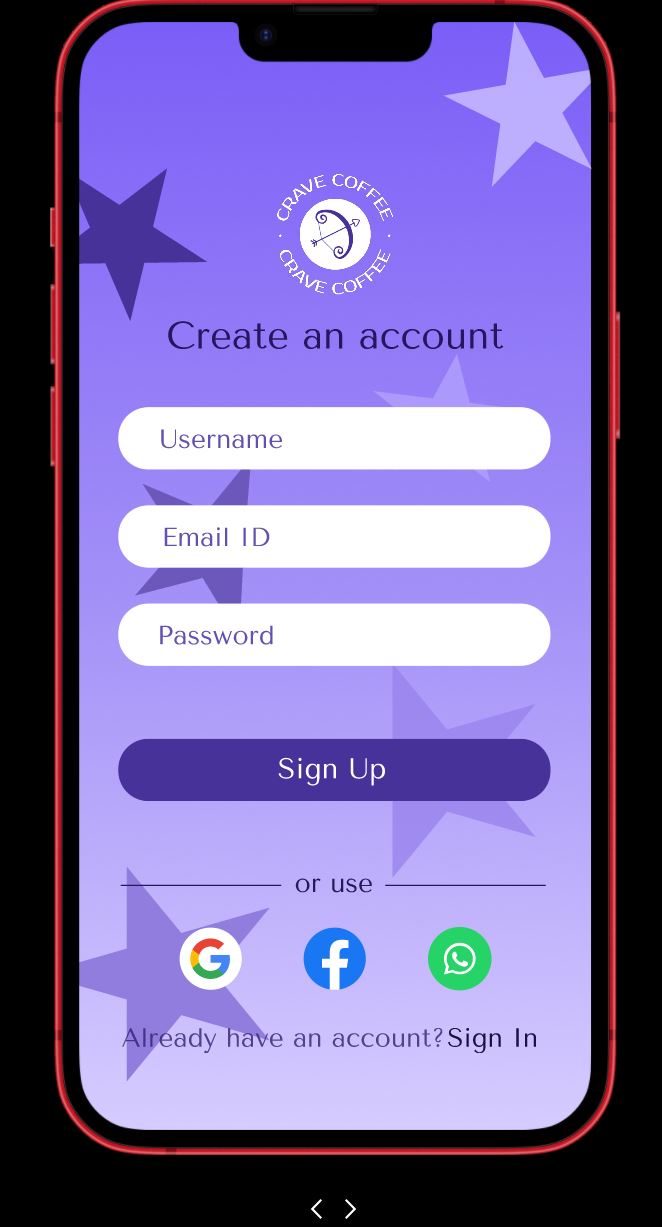 CRAVE COFFEE
CRAVE COFFEE
Create an account
Username
Email ID
Password
Sign Up
or use
Already have an account? Sign In